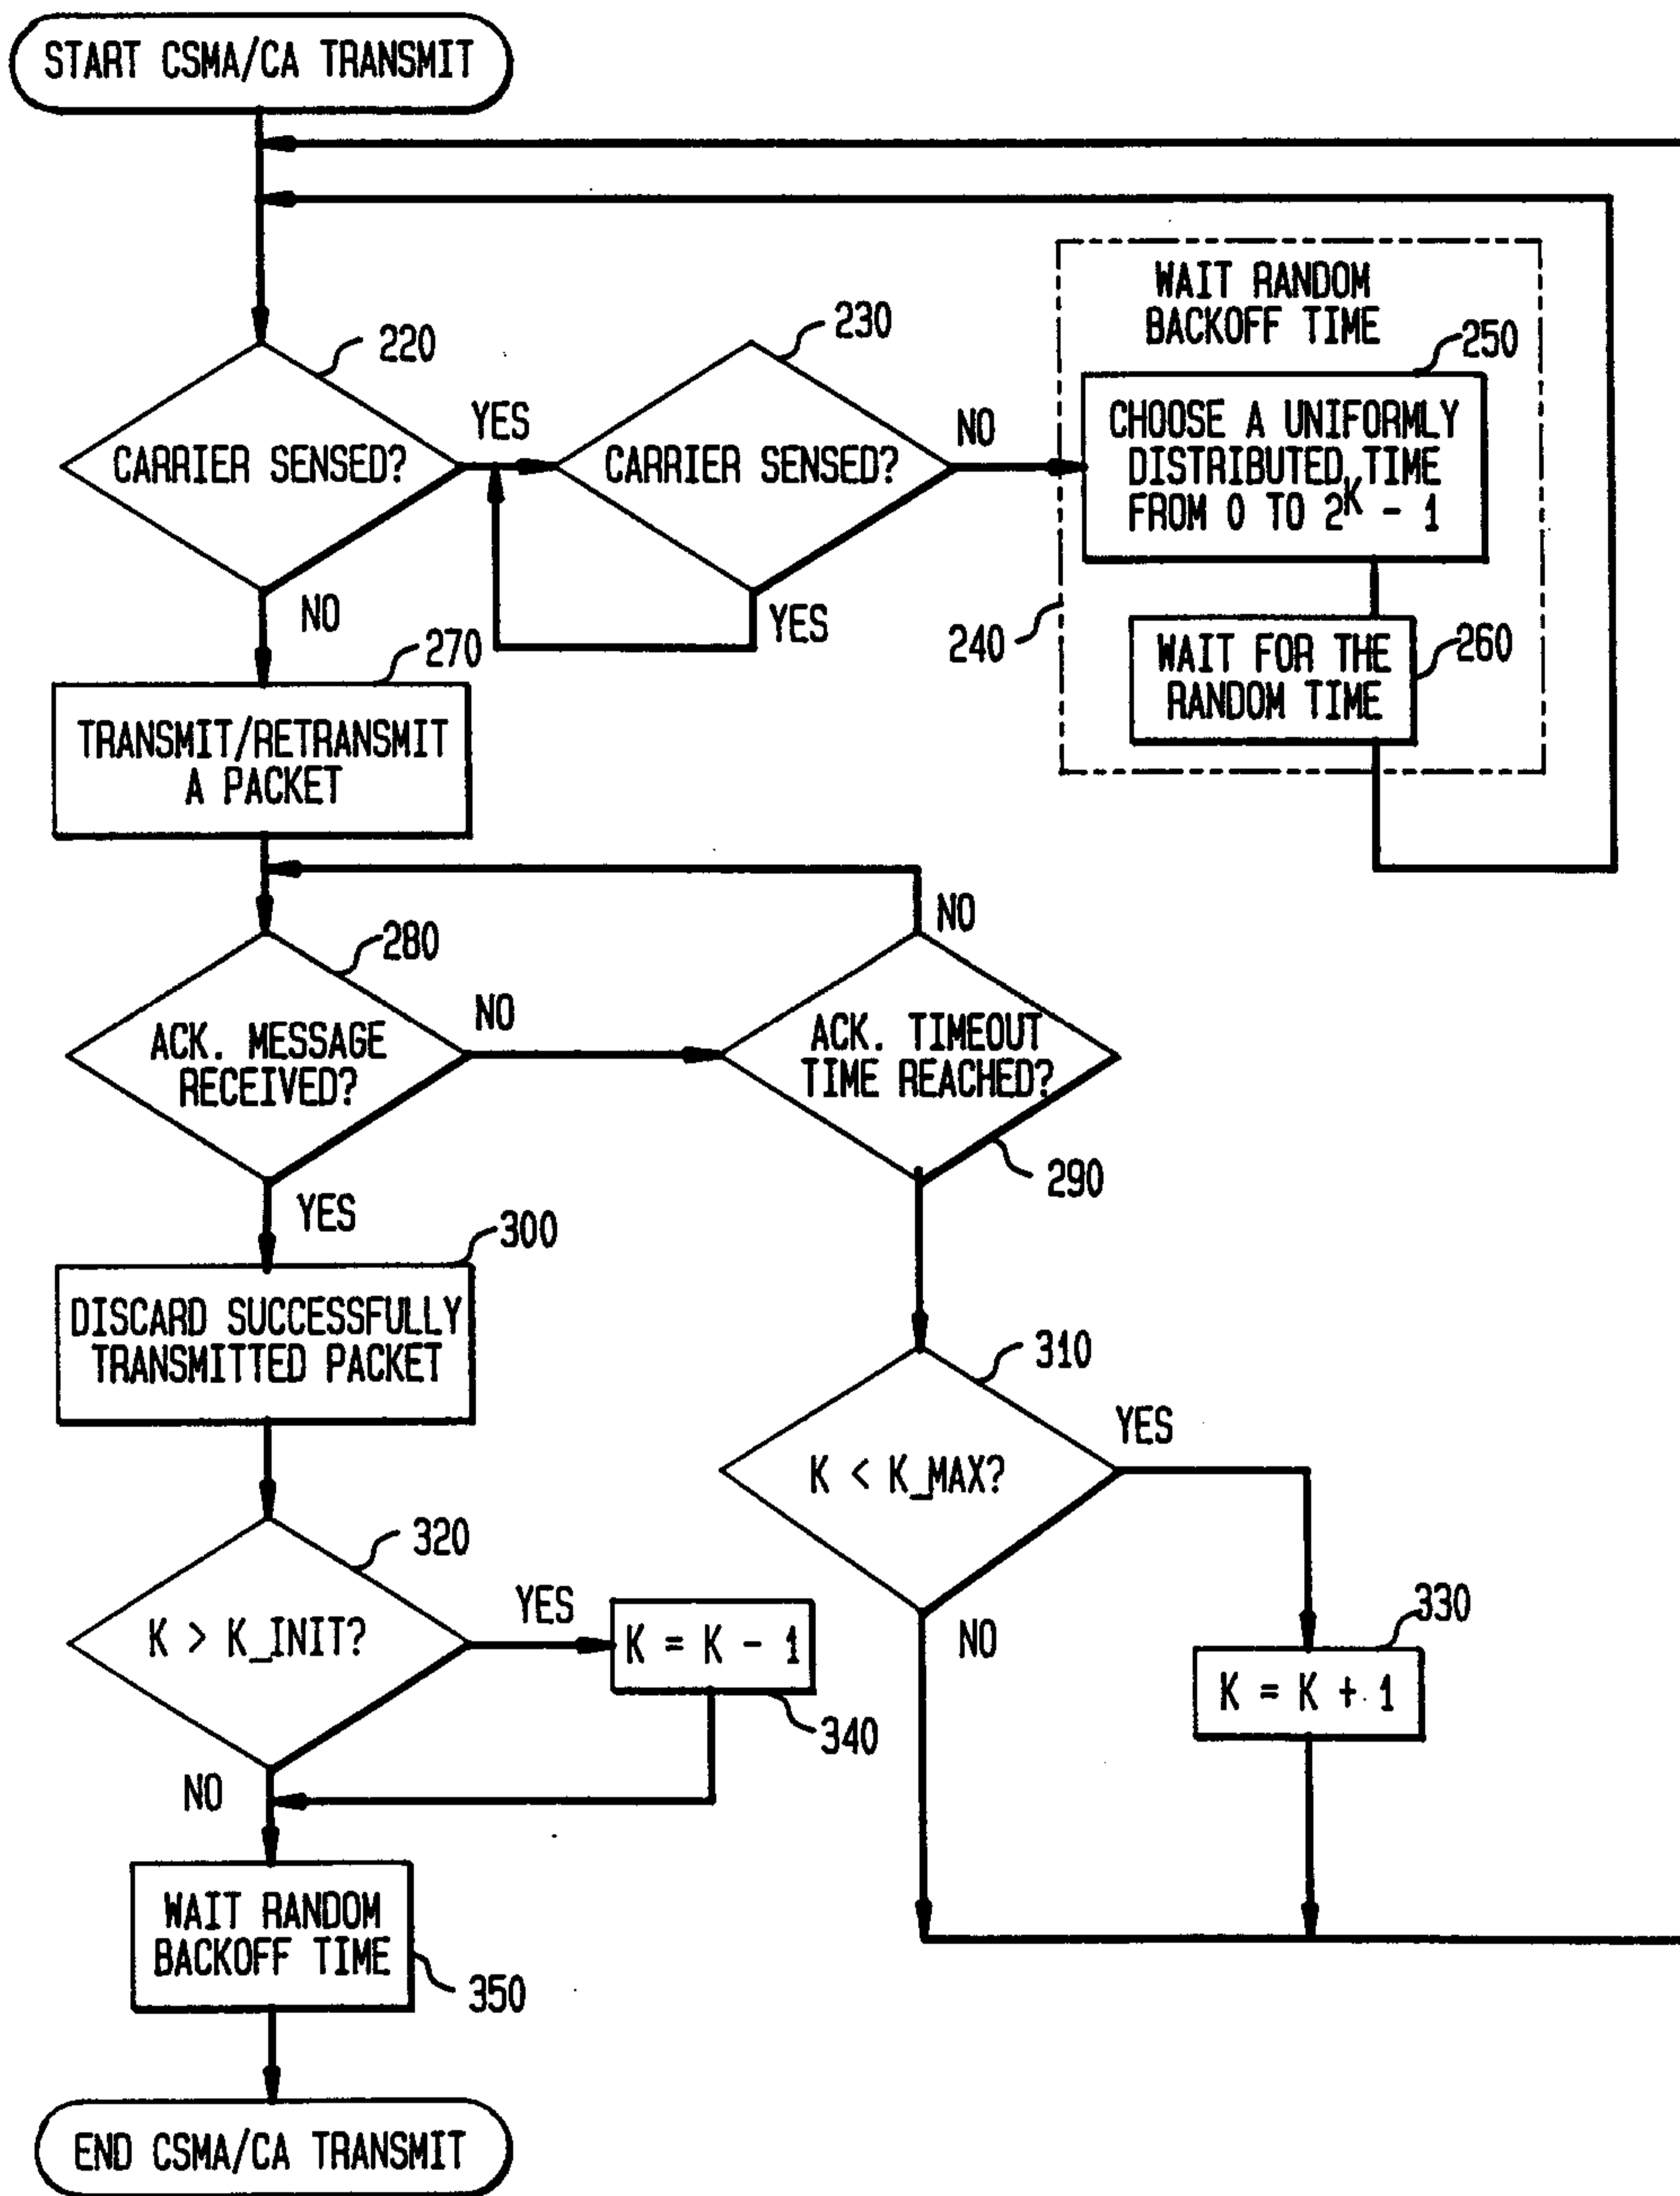 START CSMA/CA TRANSMIT
220
CARRIER SENSED?
YES
NO
230
CARRIER SENSED?
NO
YES
WAIT RANDOM
BACKOFF TIME
250
CHOOSE A UNIFORMLY
DISTRIBUTED TIME
FROM 0 TO 2^K - 1
240
WAIT FOR THE
RANDOM TIME
260
270
TRANSMIT/RETRANSMIT
A PACKET
280
ACK. MESSAGE
RECEIVED?
NO
YES
NO
ACK. TIMEOUT
TIME REACHED?
290
300
DISCARD SUCCESSFULLY
TRANSMITTED PACKET
310
K < K_MAX?
YES
NO
320
K > K_INIT?
YES
NO
K = K - 1
340
330
K = K + 1
WAIT RANDOM
BACKOFF TIME
350
END CSMA/CA TRANSMIT